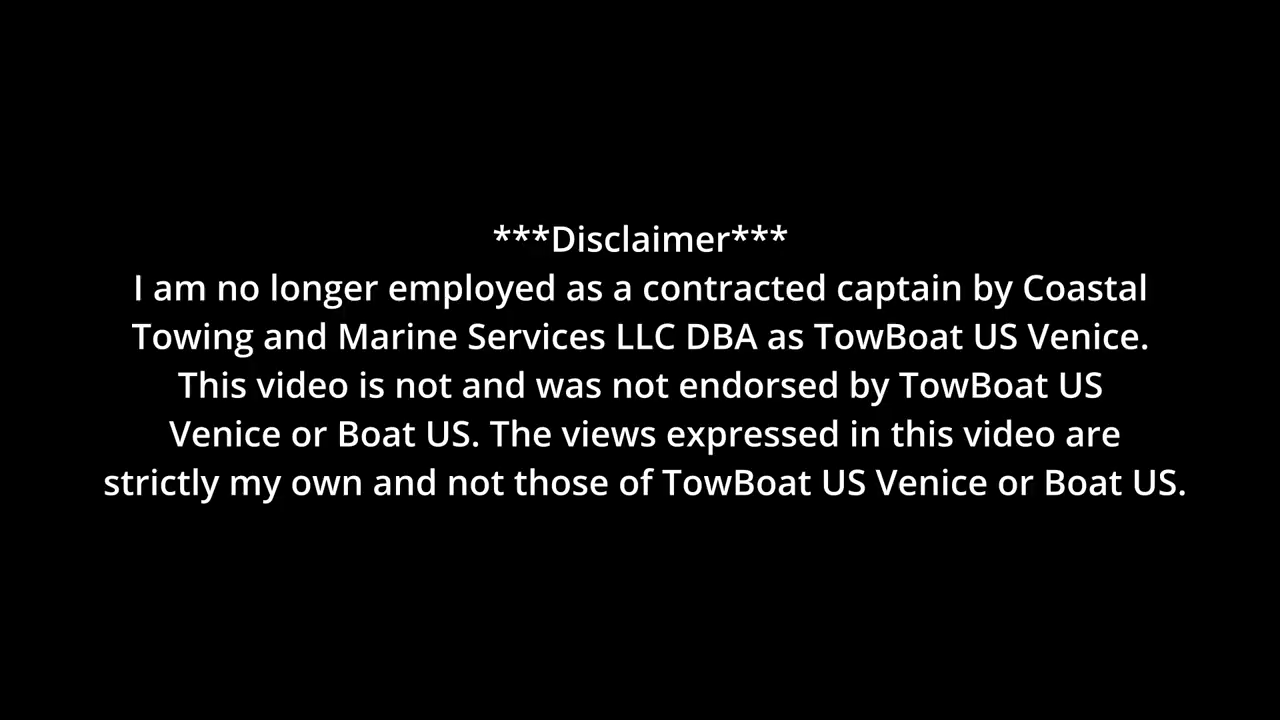 ***Disclaimer***
I am no longer employed as a contracted captain by Coastal
Towing and Marine Services LLC DBA as TowBoat US Venice.
This video is not and was not endorsed by TowBoat US
Venice or Boat US. The views expressed in this video are
strictly my own and not those of TowBoat US Venice or Boat US.